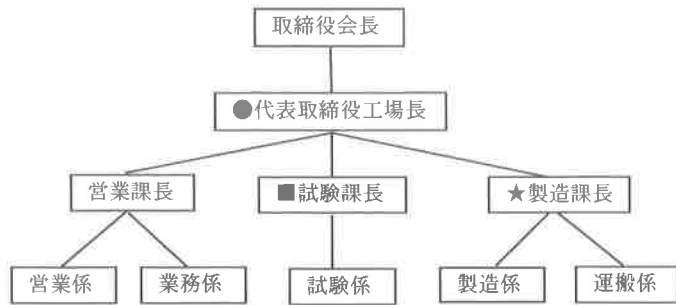 取締役会長
●代表取締役工場長
営業課長
■試験課長
★製造課長
営業係
業務係
試験係
製造係
運搬係